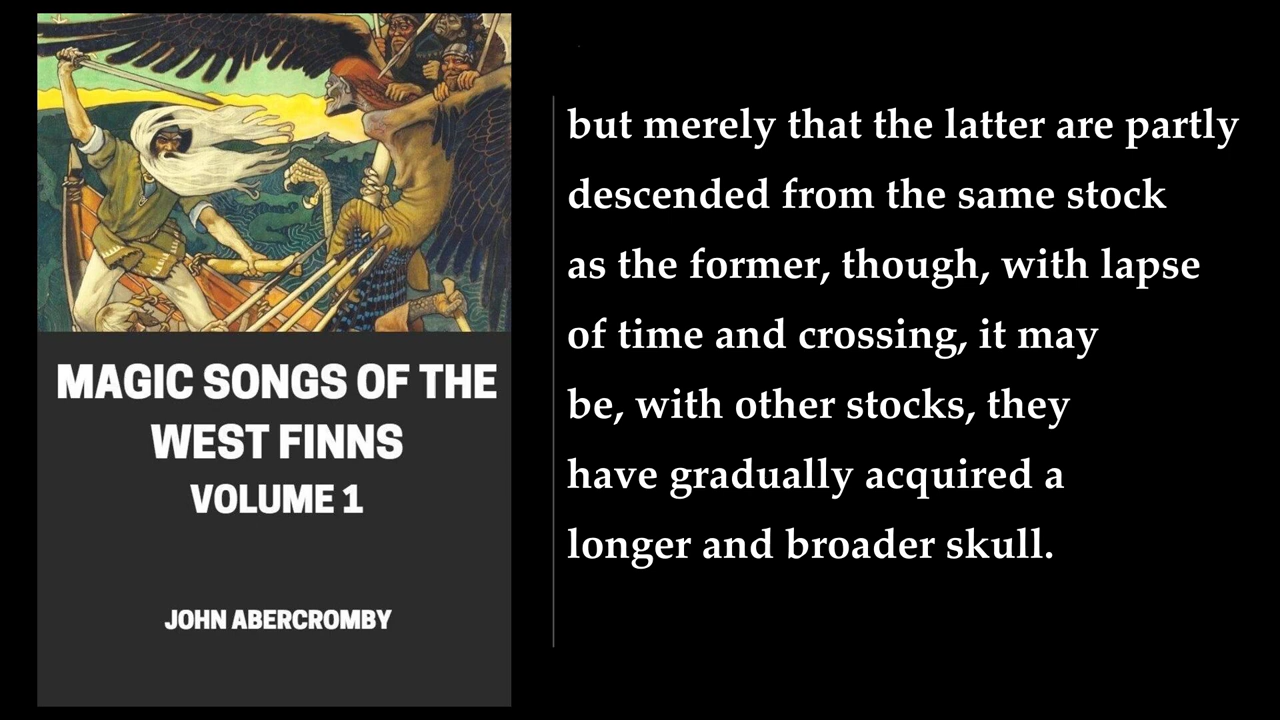 MAGIC SONGS OF THE
WEST FINNS
VOLUME 1
JOHN ABERCROMBY
but merely that the latter are partly
descended from the same stock
as the former, though, with lapse
of time and crossing, it may
be, with other stocks, they
have gradually acquired a
longer and broader skull.